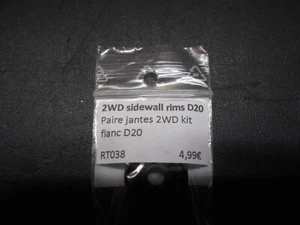 2WD sidewall rims D20
Paire jantes 2WD kit
flanc D20
RT038 4,99€